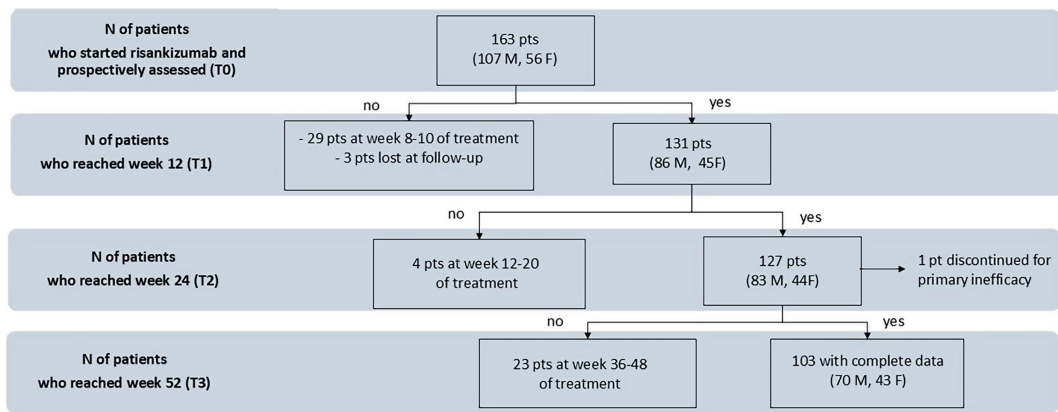 N of patients
who started risankizumab and
prospectively assessed (T0)
163 pts
(107 M, 56 F)
no
yes
N of patients
who reached week 12 (T1)
- 29 pts at week 8-10 of treatment
- 3 pts lost at follow-up
131 pts
(86 M, 45F)
no
yes
N of patients
who reached week 24 (T2)
4 pts at week 12-20
of treatment
127 pts
(83 M, 44F)
1 pt discontinued for
primary inefficacy
no
yes
N of patients
who reached week 52 (T3)
23 pts at week 36-48
of treatment
103 with complete data
(70 M, 43 F)